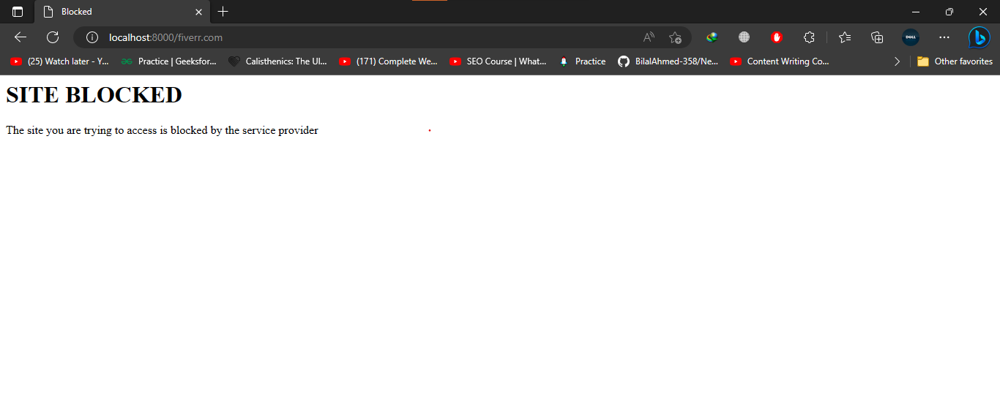 Blocked
localhost:8000/fiverr.com
(25) Watch later - Y... Practice | Geeksfor... Calisthenics: The Ul... (171) Complete We... SEO Course | What... Practice BilalAhmed-358/Ne... Content Writing Co... Other favorites
SITE BLOCKED
The site you are trying to access is blocked by the service provider